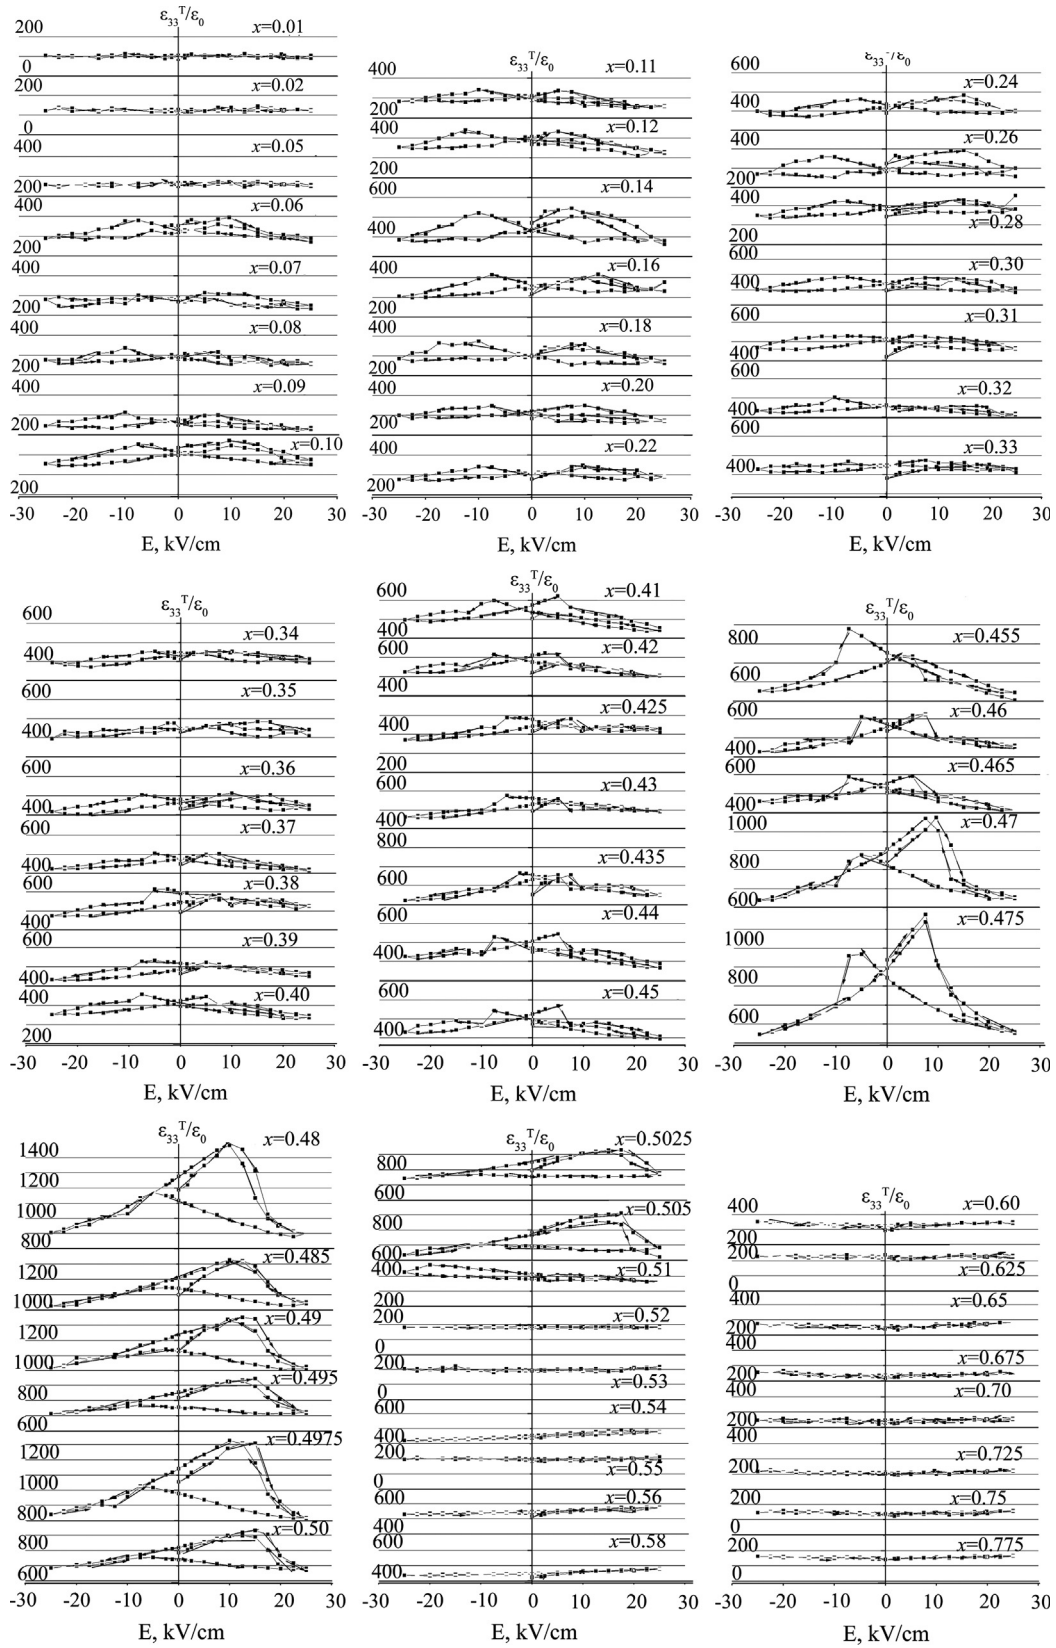 ε₃₃ᵀ/ε₀
200
x=0.01
0
200
x=0.02
0
400
x=0.05
200
400
x=0.06
200
400
x=0.07
200
400
x=0.08
200
400
x=0.09
200
x=0.10
200
-30 -20 -10 0 10 20 30
E, kV/cm
ε₃₃ᵀ/ε₀
x=0.11
400
200
x=0.12
400
200
x=0.14
600
400
x=0.16
400
200
x=0.18
400
200
x=0.20
400
200
x=0.22
400
200
-30 -20 -10 0 10 20 30
E, kV/cm
ε₃₃ᵀ/ε₀
600
x=0.24
400
x=0.26
400
200
400
x=0.28
200
600
x=0.30
400
600
x=0.31
400
600
x=0.32
400
600
x=0.33
400
-30 -20 -10 0 10 20 30
E, kV/cm
ε₃₃ᵀ/ε₀
600
x=0.34
400
600
x=0.35
400
600
x=0.36
400
600
x=0.37
400
600
x=0.38
400
600
x=0.39
400
400
x=0.40
200
-30 -20 -10 0 10 20 30
E, kV/cm
ε₃₃ᵀ/ε₀
600
x=0.41
400
600
x=0.42
400
x=0.425
400
200
600
x=0.43
400
800
x=0.435
600
600
x=0.44
400
600
x=0.45
400
-30 -20 -10 0 10 20 30
E, kV/cm
ε₃₃ᵀ/ε₀
800
x=0.455
600
600
x=0.46
400
600
x=0.465
400
1000
x=0.47
800
600
x=0.475
1000
800
600
-30 -20 -10 0 10 20 30
E, kV/cm
ε₃₃ᵀ/ε₀
x=0.48
1400
1200
1000
800
x=0.485
1200
1000
x=0.49
1200
1000
x=0.495
800
600
x=0.4975
1200
1000
800
x=0.50
800
600
-30 -20 -10 0 10 20 30
E, kV/cm
ε₃₃ᵀ/ε₀
x=0.5025
800
600
x=0.505
800
600
400
x=0.51
200
200
x=0.52
0
200
x=0.53
0
600
x=0.54
400
200
x=0.55
0
600
x=0.56
400
600
x=0.58
400
-30 -20 -10 0 10 20 30
E, kV/cm
ε₃₃ᵀ/ε₀
400
x=0.60
200
200
x=0.625
0
400
x=0.65
200
x=0.675
200
400
x=0.70
200
400
x=0.725
200
200
x=0.75
0
200
x=0.775
0
-30 -20 -10 0 10 20 30
E, kV/cm